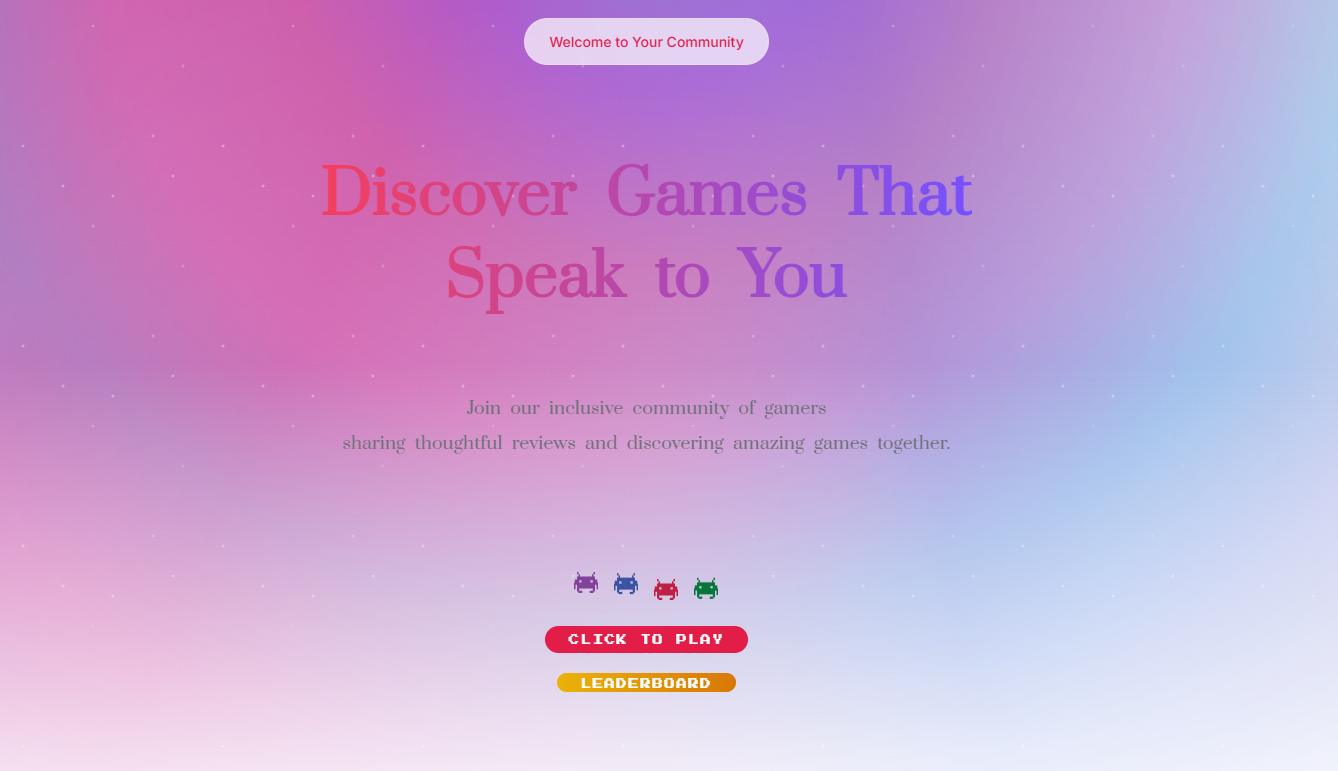 Welcome to Your Community
Discover Games That
Speak to You
Join our inclusive community of gamers
sharing thoughtful reviews and discovering amazing games together.
CLICK TO PLAY
LEADERBOARD